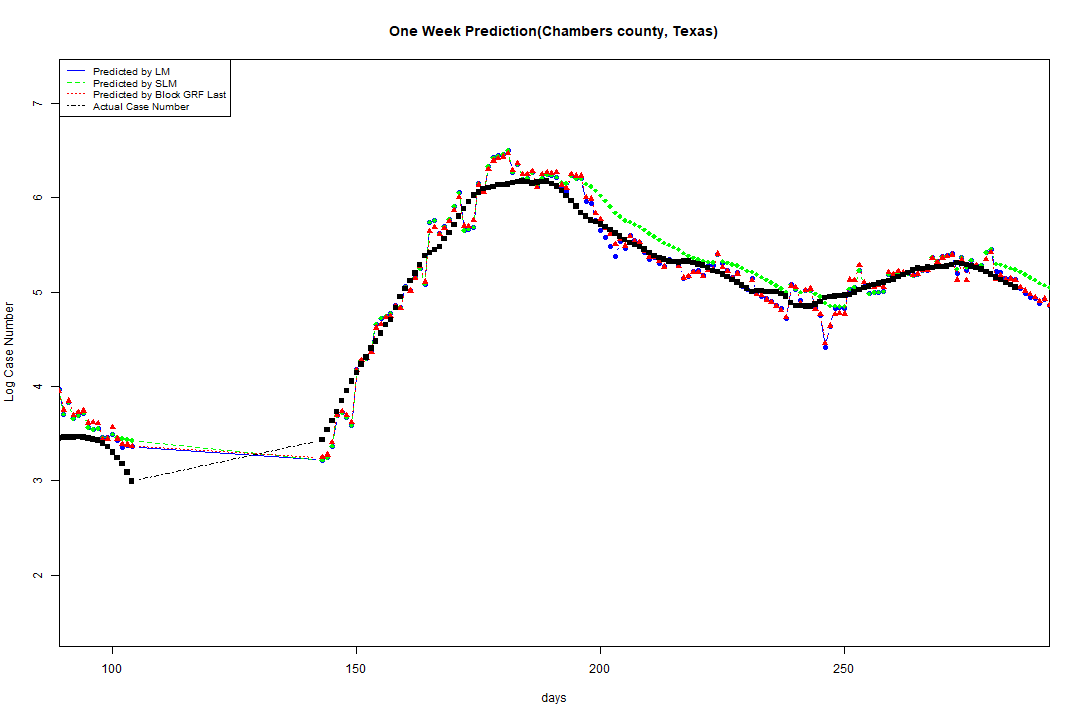 One Week Prediction(Chambers county, Texas)
Predicted by LM
Predicted by SLM
Predicted by Block GRF Last
Actual Case Number
7
6
5
4
3
2
Log Case Number
100 150 200 250
days